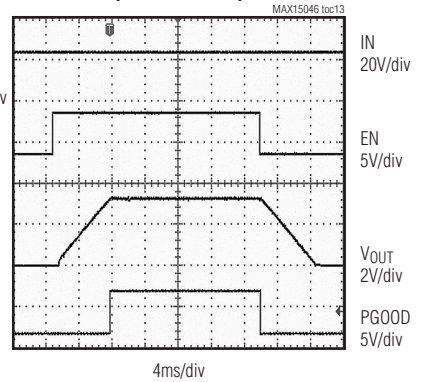 MAX15046 toc13
IN
20V/div
EN
5V/div
VOUT
2V/div
PGOOD
5V/div
4ms/div